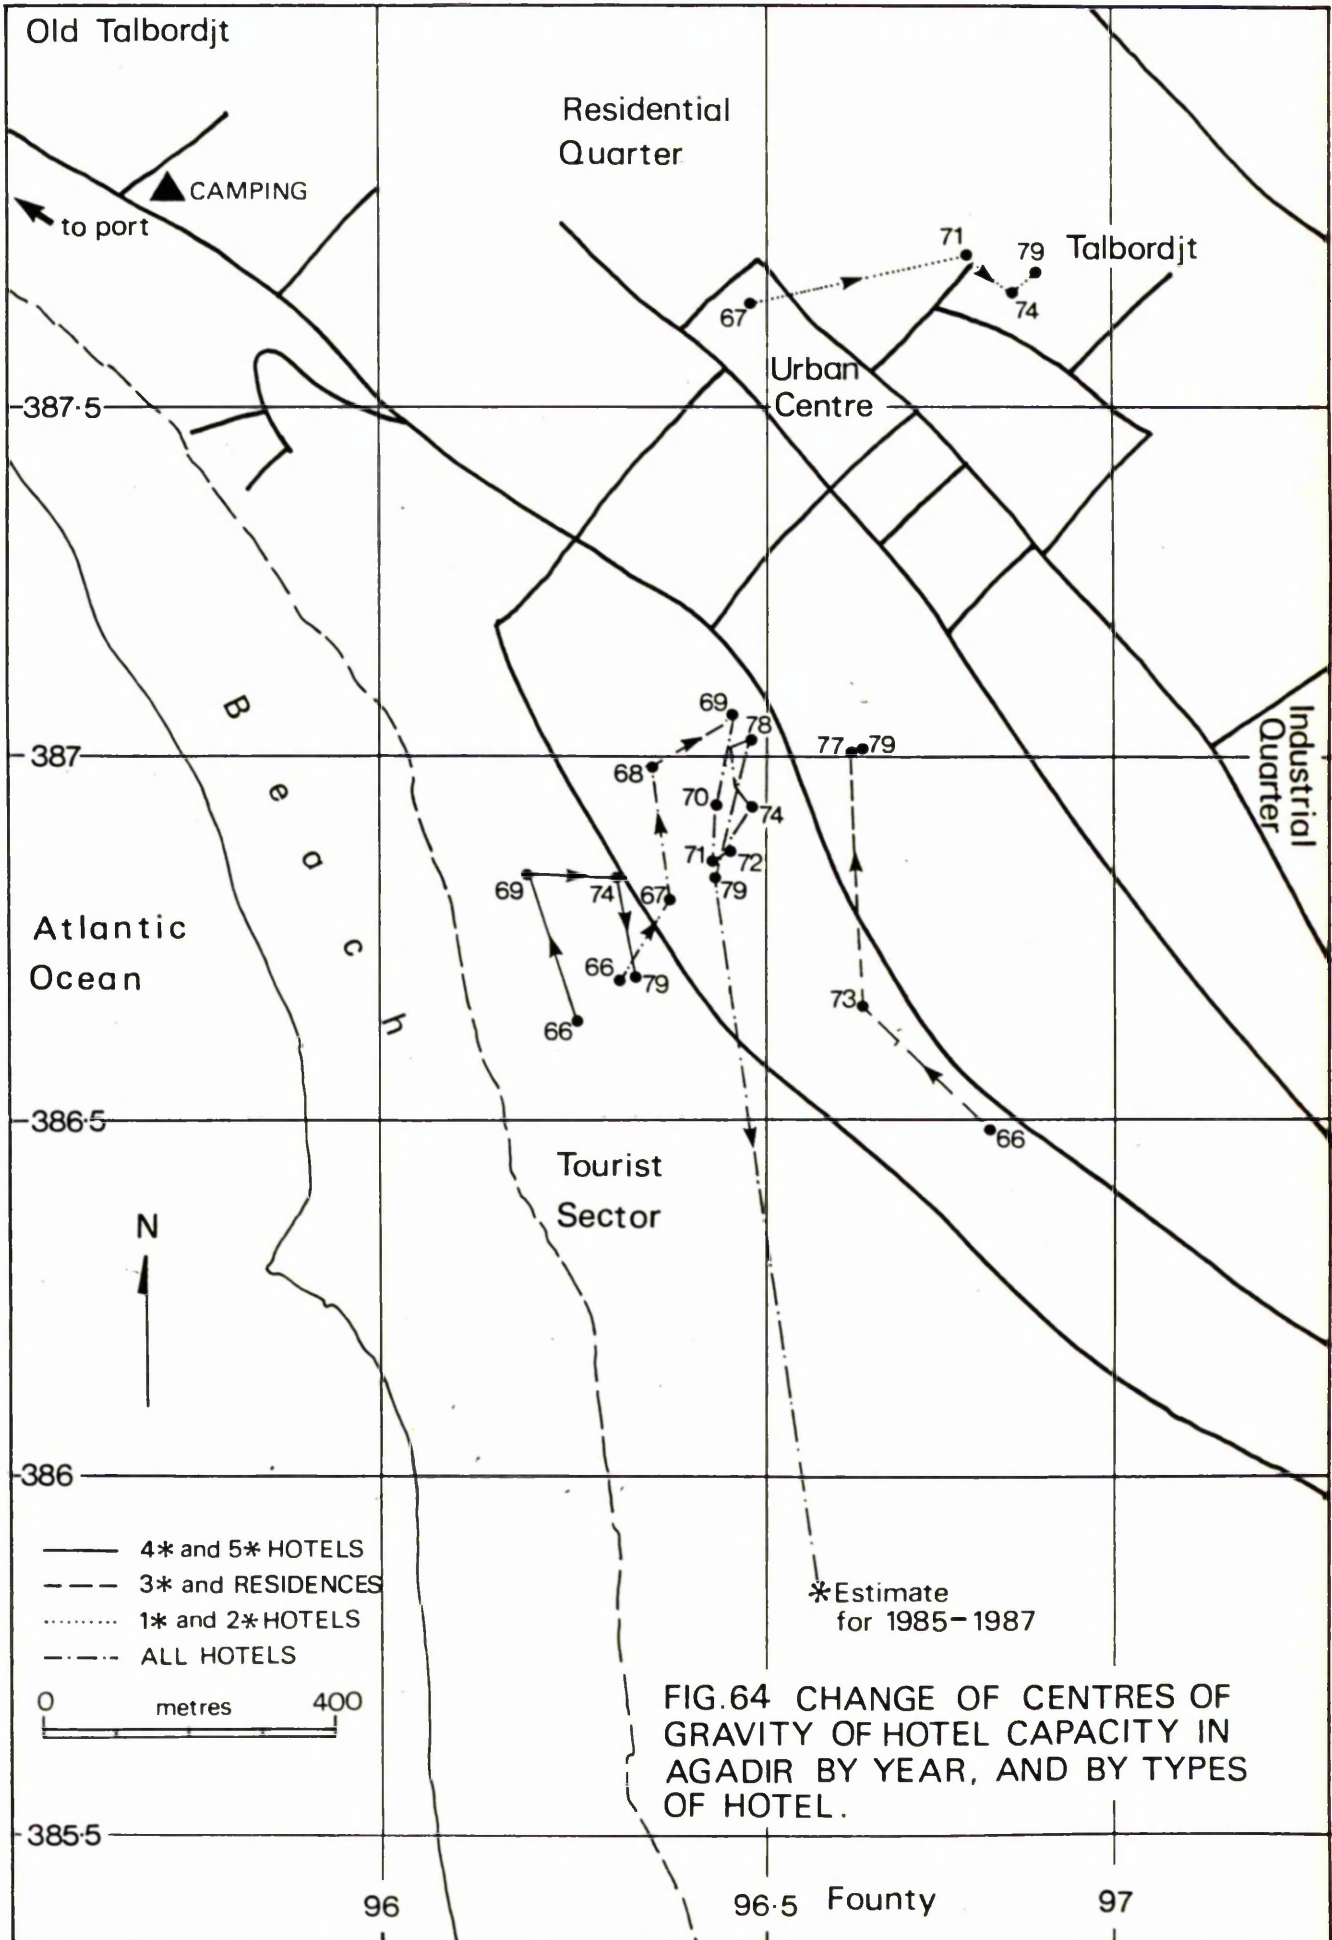 Old Talbordjt
Residential
Quarter
CAMPING
to port
71
79
Talbordjt
67
74
Urban
Centre
387·5
Beach
69
78
77
79
387
68
70
74
71
72
79
69
74
67
Industrial
Quarter
Atlantic
Ocean
66
79
66
73
386·5
66
Tourist
Sector
N
386
4* and 5* HOTELS
3* and RESIDENCES
1* and 2* HOTELS
ALL HOTELS
*Estimate
for 1985-1987
0 metres 400
FIG.64 CHANGE OF CENTRES OF
GRAVITY OF HOTEL CAPACITY IN
AGADIR BY YEAR, AND BY TYPES
OF HOTEL.
385·5
96
96·5
Founty
97